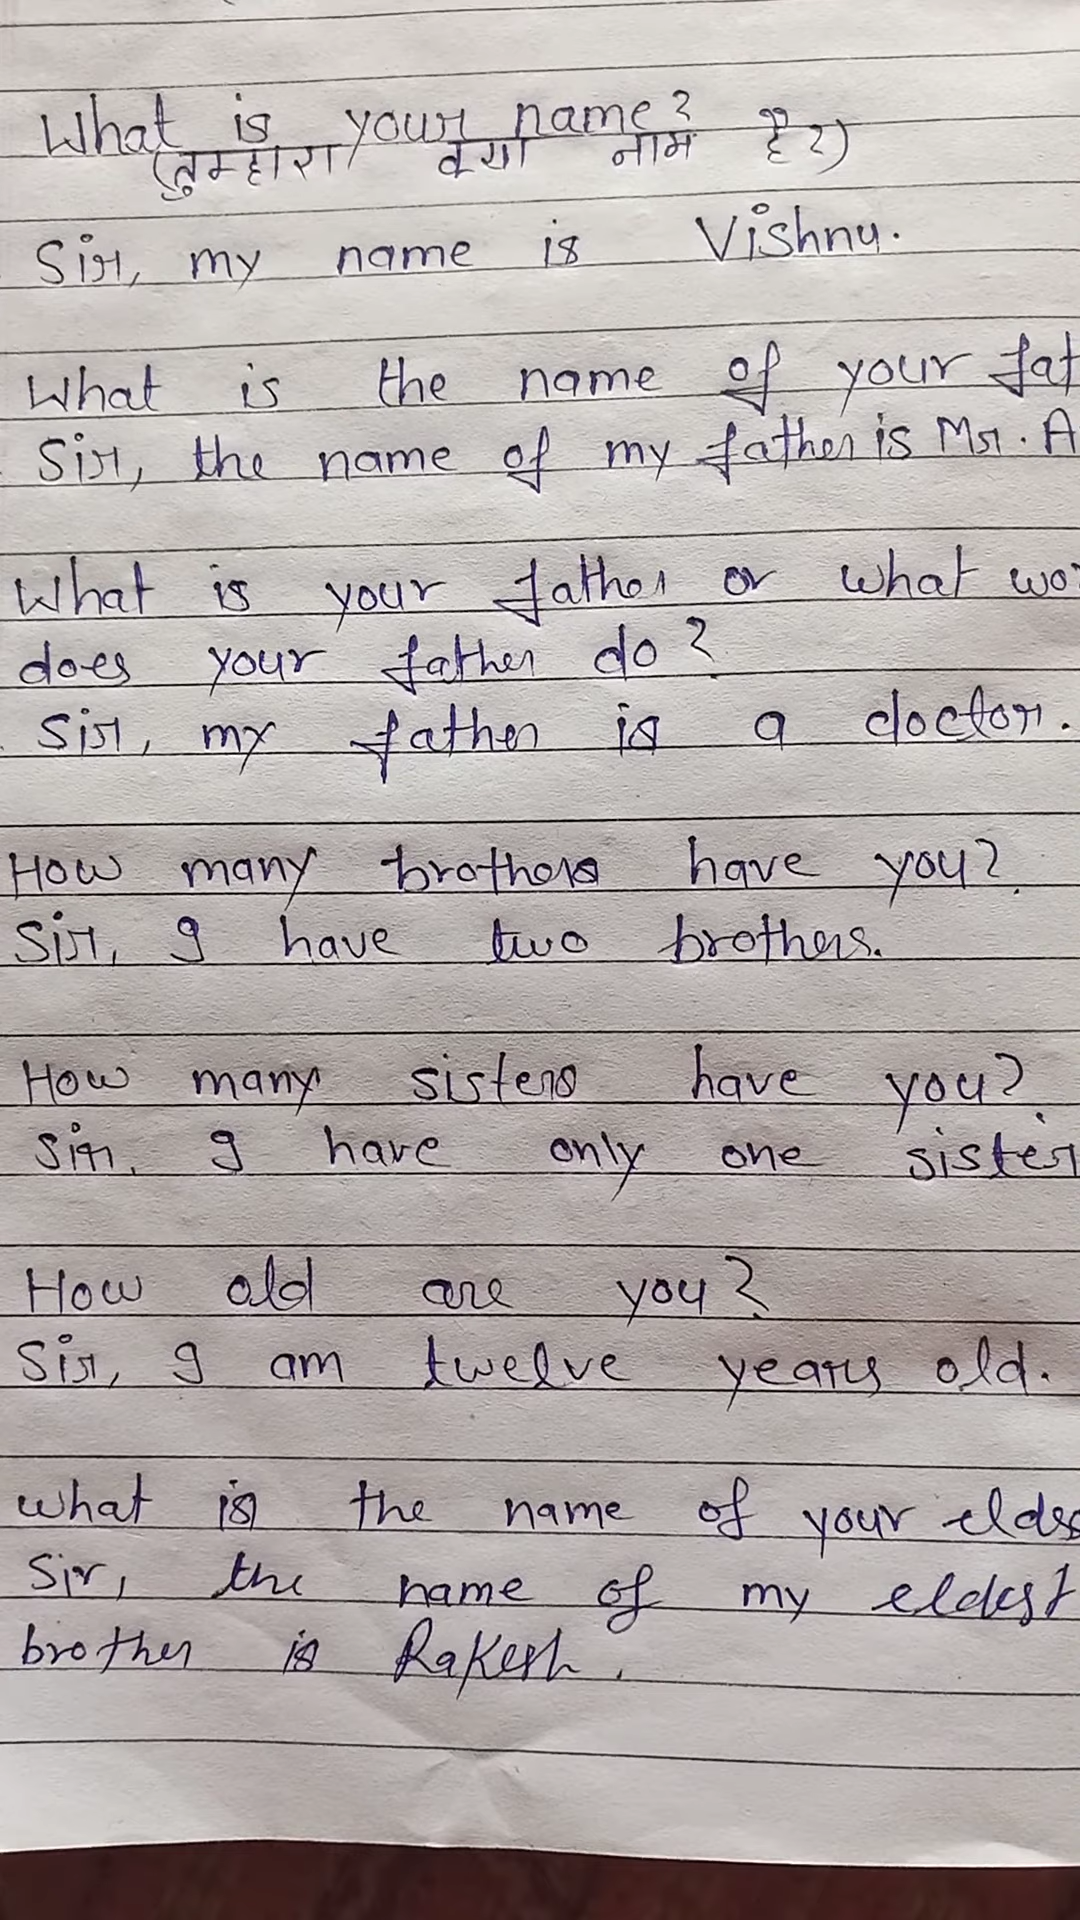 What is your name?
(तुम्हारा क्या नाम है?)
Sir, my name is Vishnu.
What is the name of your fat
Sir, the name of my father is Mr. A
What is your father or what wo
does your father do?
Sir, my father is a doctor.
How many brothers have you?
Sir, I have two brothers.
How many sisters have you?
Sir, I have only one sister
How old are you?
Sir, I am twelve years old.
what is the name of your eldes
Sir, the name of my eldest
brother is Rakesh.